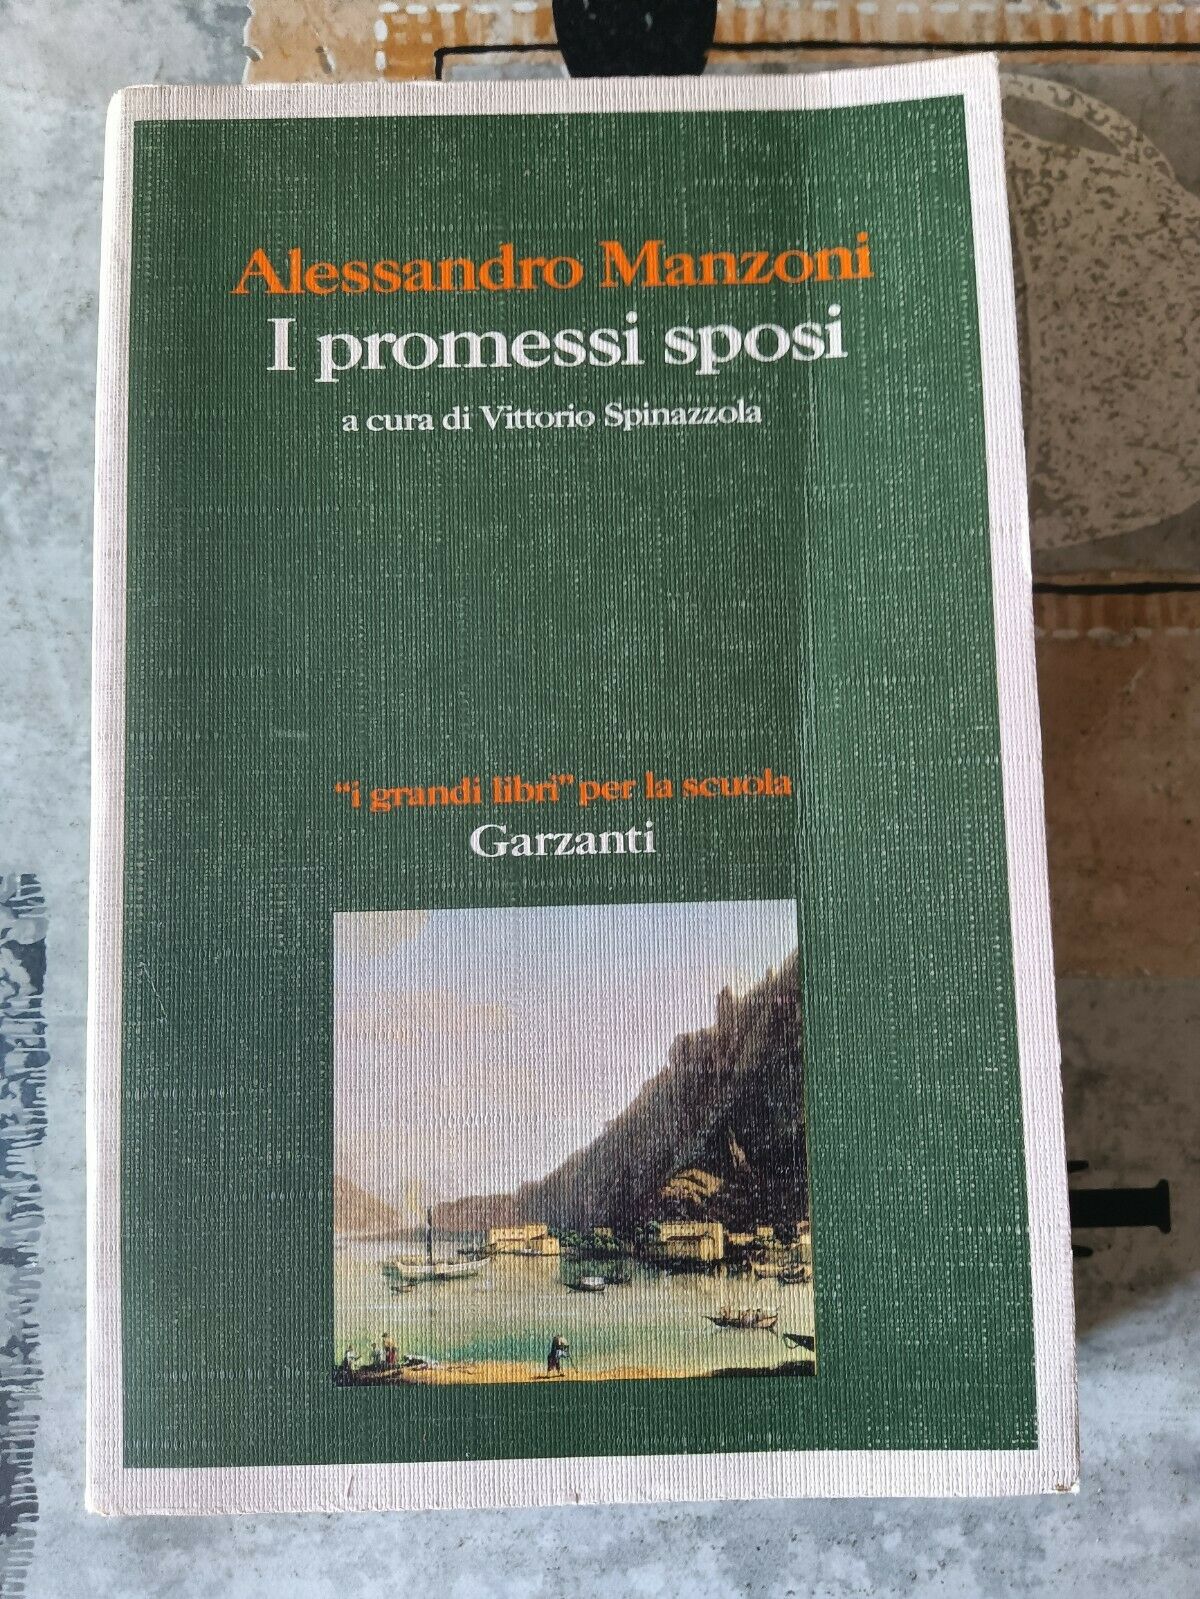 Alessandro Manzoni
I promessi sposi
a cura di Vittorio Spinazzola
“i grandi libri” per la scuola
Garzanti